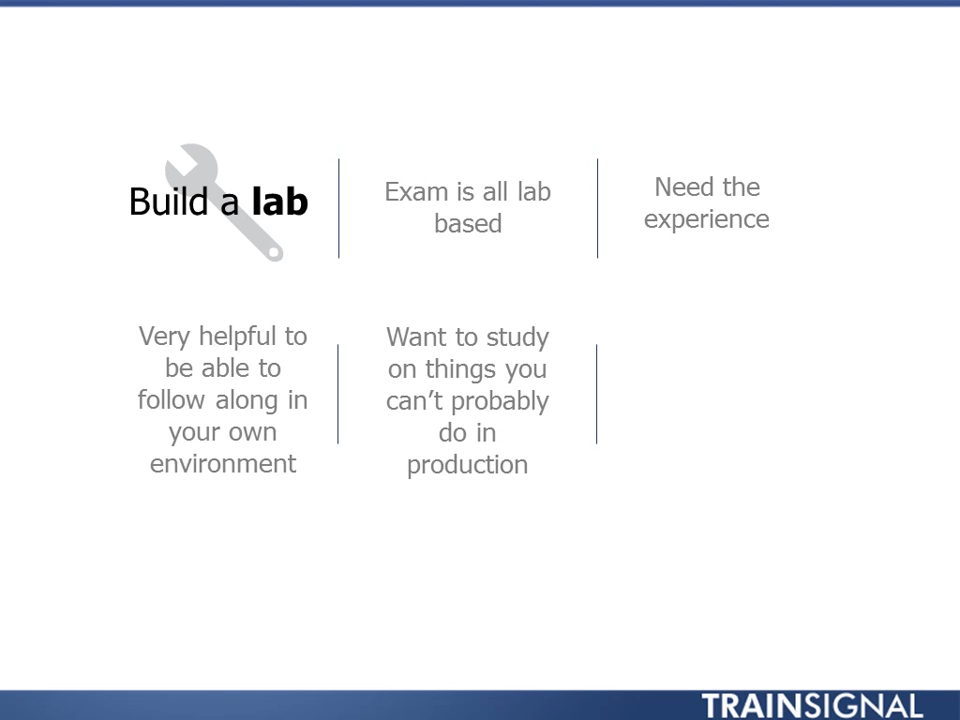 Build a lab
Exam is all lab
based
Need the
experience
Very helpful to
be able to
follow along in
your own
environment
Want to study
on things you
can’t probably
do in
production
TRAINSIGNAL